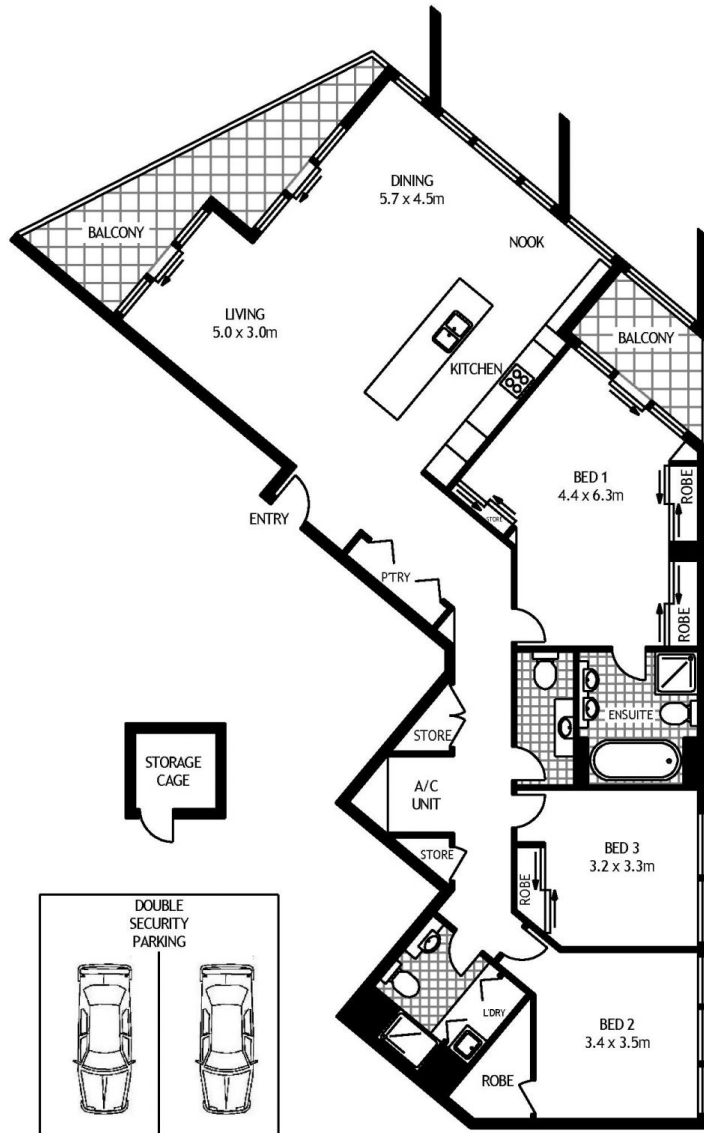 DINING
5.7 x 4.5m
BALCONY
NOOK
LIVING
5.0 x 3.0m
BALCONY
KITCHEN
BED 1
4.4 x 6.3m
ROBE
STORE
ENTRY
P'TRY
ROBE
ENSUITE
STORE
STORAGE
CAGE
A/C
UNIT
BED 3
3.2 x 3.3m
STORE
ROBE
DOUBLE
SECURITY
PARKING
L'DRY
BED 2
3.4 x 3.5m
ROBE